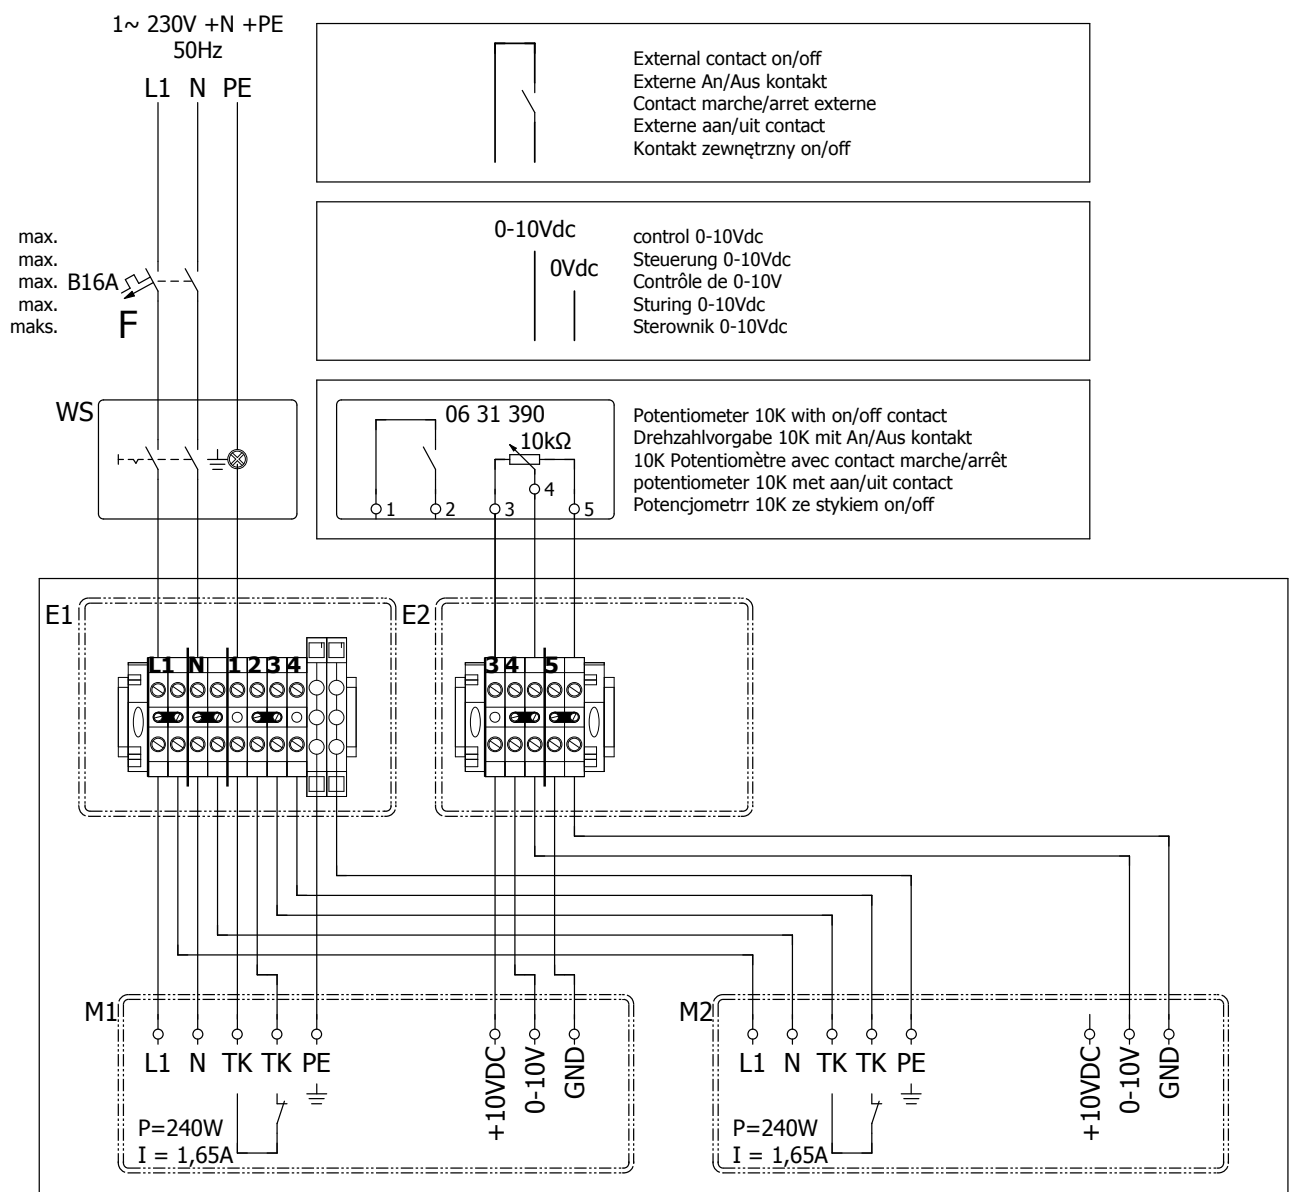 1~ 230V +N +PE
50Hz
L1 N PE
External contact on/off
Externe An/Aus kontakt
Contact marche/arret externe
Externe aan/uit contact
Kontakt zewnętrzny on/off
max.
max.
max. B16A
max.
maks.
F
0-10Vdc
0Vdc
control 0-10Vdc
Steuerung 0-10Vdc
Contrôle de 0-10V
Sturing 0-10Vdc
Sterownik 0-10Vdc
WS
06 31 390
10kΩ
1 2 3 4 5
Potentiometer 10K with on/off contact
Drehzahlvorgabe 10K mit An/Aus kontakt
10K Potentiomètre avec contact marche/arrêt
potentiometer 10K met aan/uit contact
Potencjometrr 10K ze stykiem on/off
E1
L1 N 1 2 3 4
E2
3 4 5
M1
L1 N TK TK PE
+10VDC
0-10V
GND
P=240W
I = 1,65A
M2
L1 N TK TK PE
+10VDC
0-10V
GND
P=240W
I = 1,65A